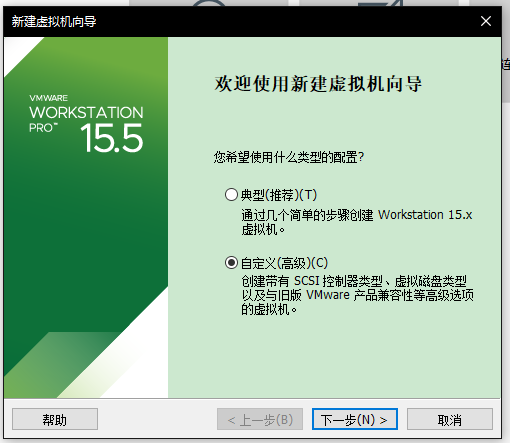 新建虚拟机向导
VMWARE
WORKSTATION
PRO™
15.5
欢迎使用新建虚拟机向导
您希望使用什么类型的配置?
典型(推荐)(T)
通过几个简单的步骤创建 Workstation 15.x
虚拟机。
自定义(高级)(C)
创建带有 SCSI 控制器类型、虚拟磁盘类型
以及与旧版 VMware 产品兼容性等高级选项
的虚拟机。
连
帮助
< 上一步(B)
下一步(N) >
取消